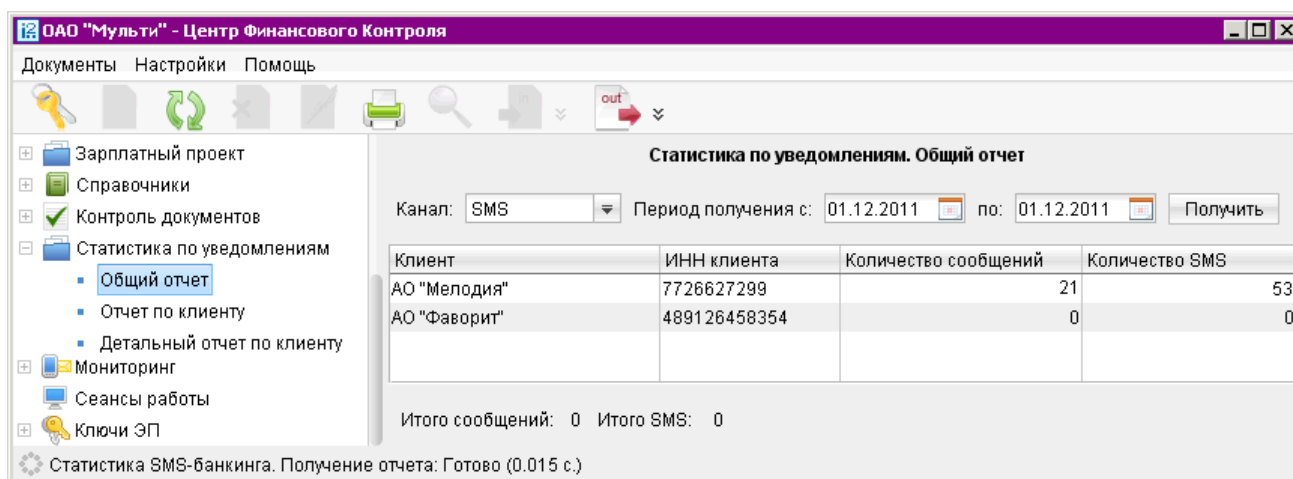 ОАО "Мульти" - Центр Финансового Контроля
Документы Настройки Помощь
out
Зарплатный проект
Справочники
Контроль документов
Статистика по уведомлениям
Общий отчет
Отчет по клиенту
Детальный отчет по клиенту
Мониторинг
Сеансы работы
Ключи ЭП
Статистика по уведомлениям. Общий отчет
Канал: SMS Период получения с: 01.12.2011 по: 01.12.2011 Получить
Клиент ИНН клиента Количество сообщений Количество SMS
АО "Мелодия" 7726627299 21 53
АО "Фаворит" 489126458354 0 0
Итого сообщений: 0 Итого SMS: 0
Статистика SMS-банкинга. Получение отчета: Готово (0.015 с.)